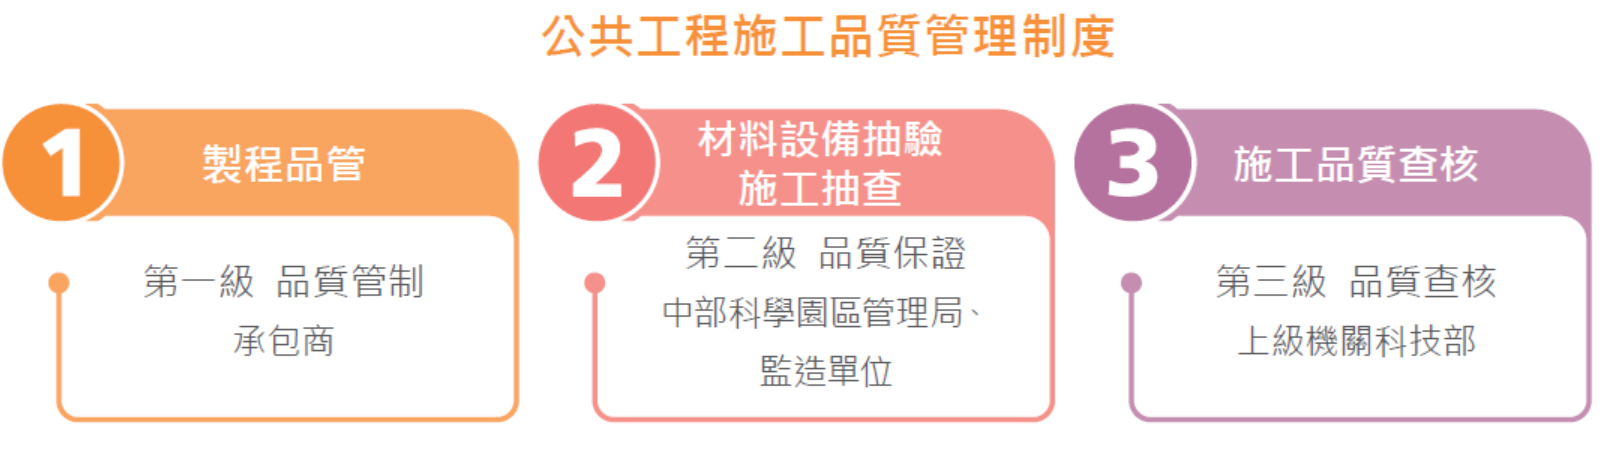 公共工程施工品質管理制度
1
製程品管
第一級 品質管制
承包商
2
材料設備抽驗
施工抽查
第二級 品質保證
中部科學園區管理局、
監造單位
3
施工品質查核
第三級 品質查核
上級機關科技部